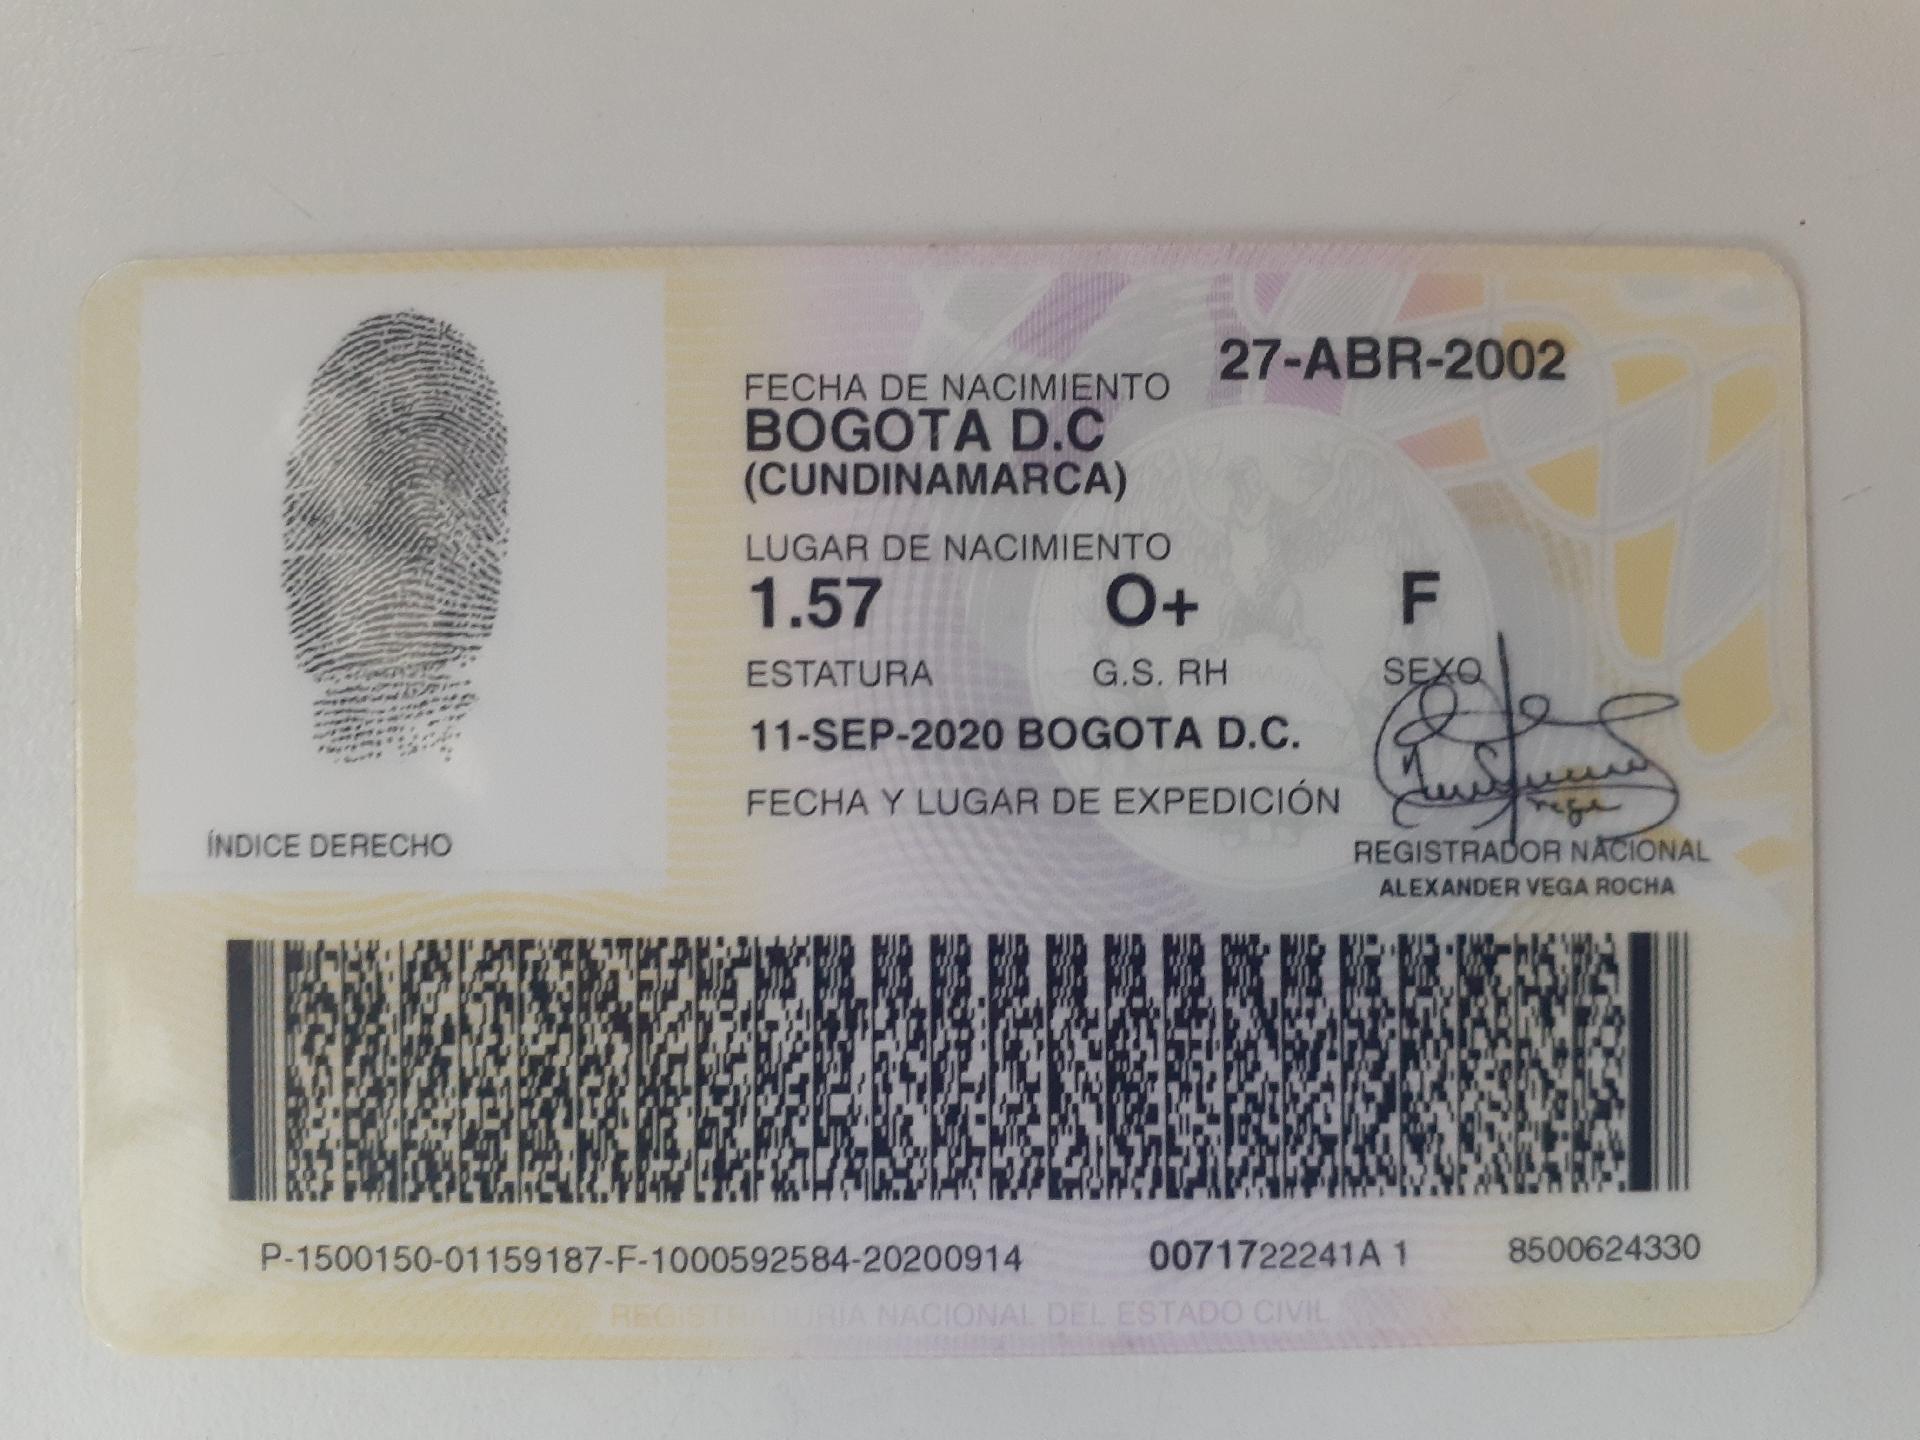 27-ABR-2002
FECHA DE NACIMIENTO
BOGOTA D.C
(CUNDINAMARCA)
LUGAR DE NACIMIENTO
1.57 O+ F
ESTATURA G.S. RH SEXO
11-SEP-2020 BOGOTA D.C.
FECHA Y LUGAR DE EXPEDICIÓN
ÍNDICE DERECHO
REGISTRADOR NACIONAL
ALEXANDER VEGA ROCHA
P-1500150-01159187-F-1000592584-20200914 0071722241A 1 8500624330
REGISTRADURIA NACIONAL DEL ESTADO CIVIL